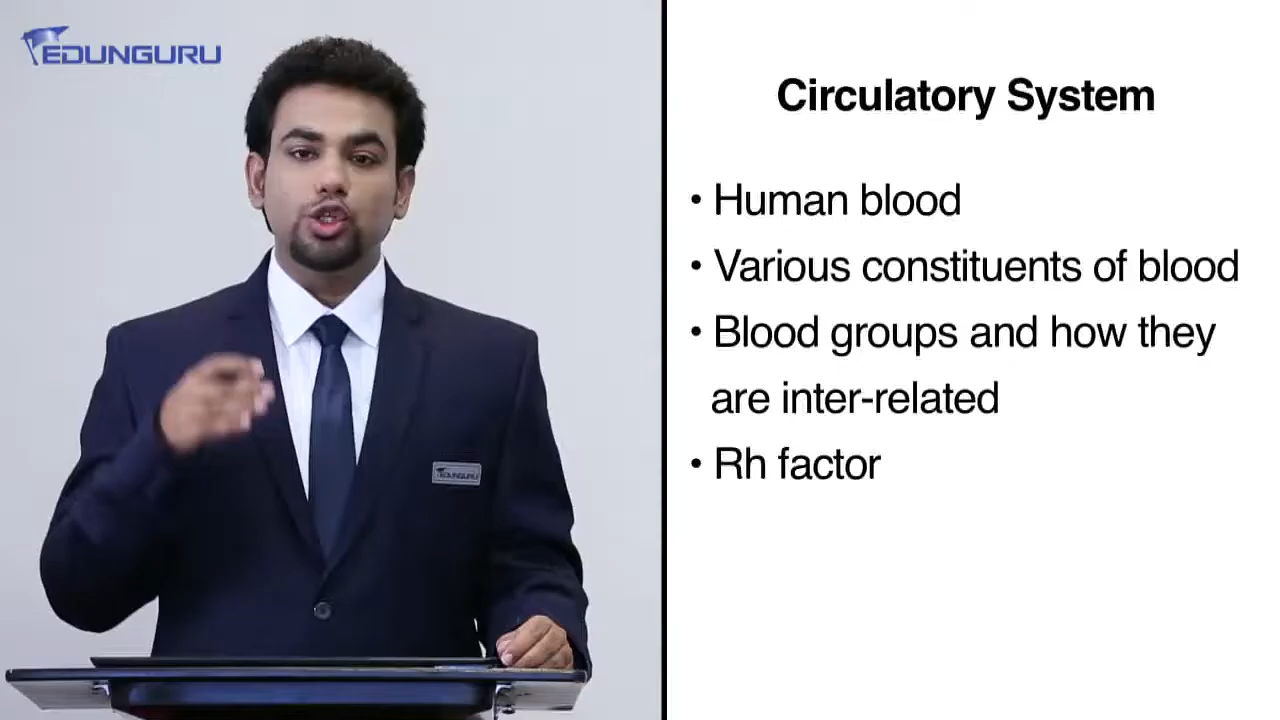 EDUNGURU
Circulatory System
• Human blood
• Various constituents of blood
• Blood groups and how they
are inter-related
• Rh factor
EDUNGURU